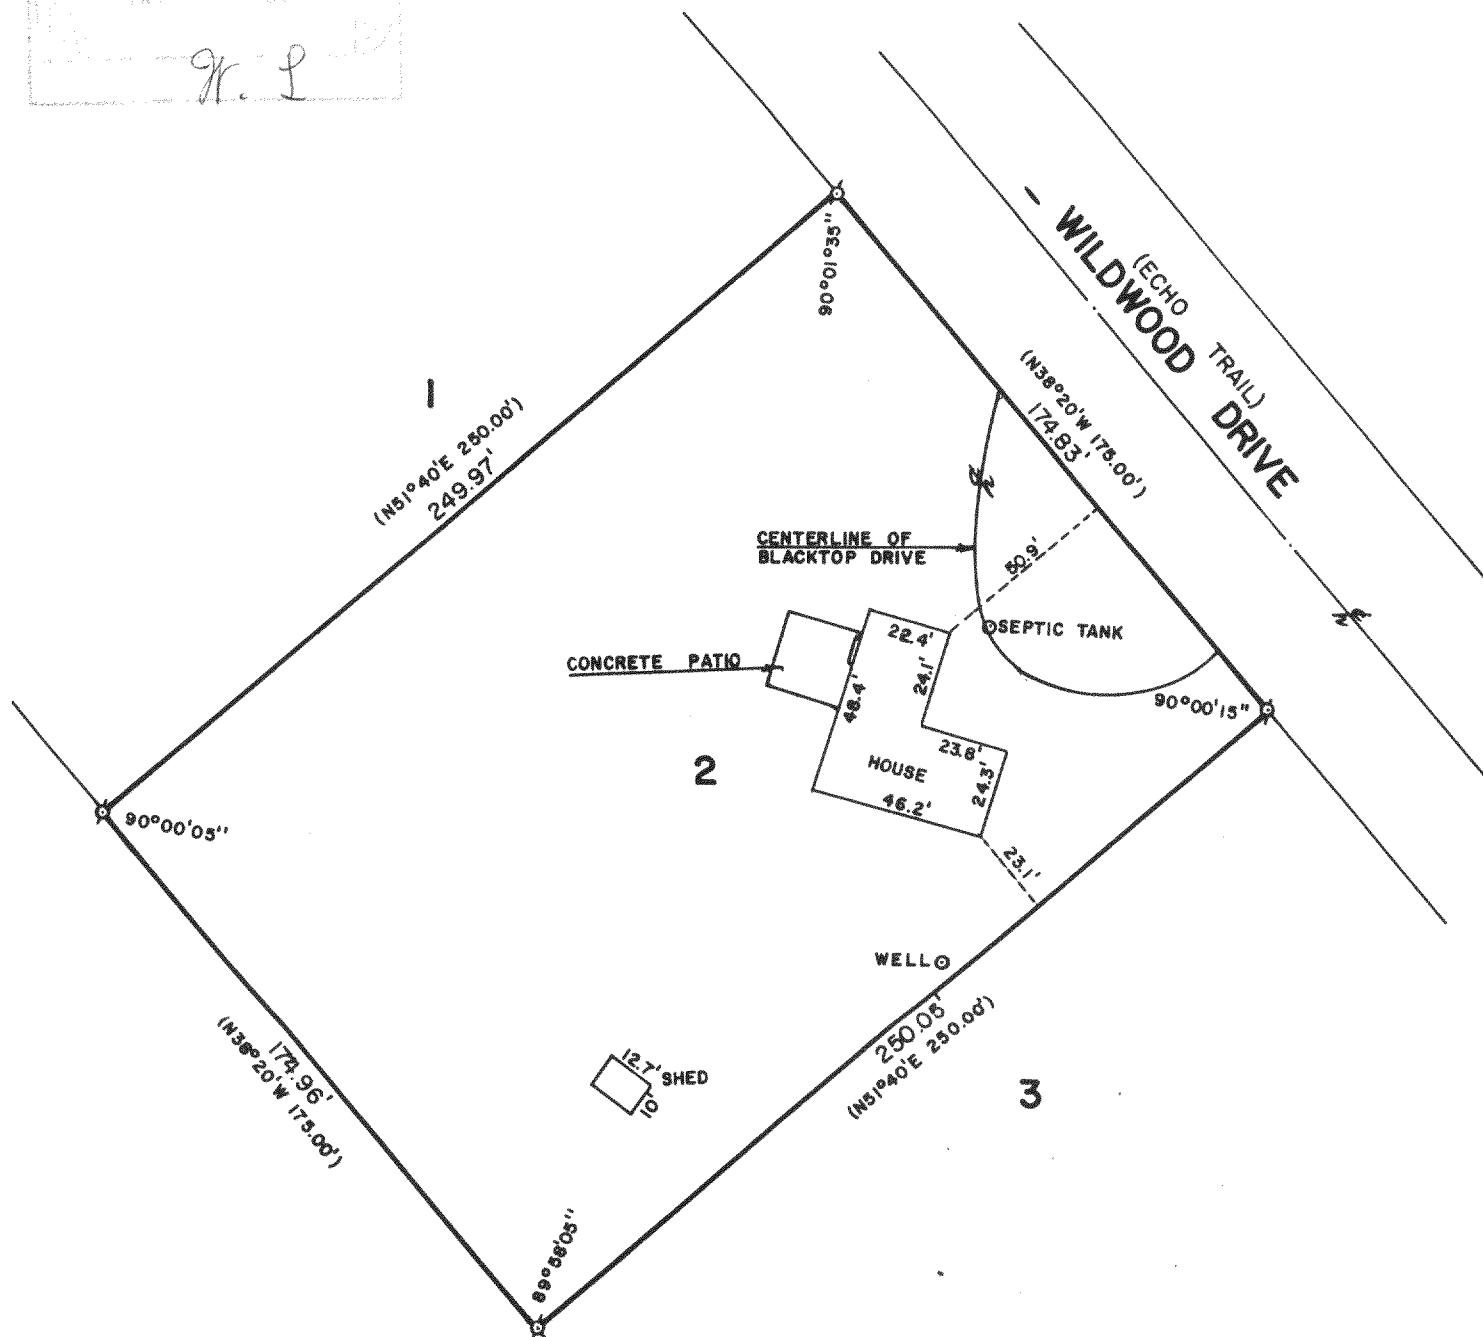 W. L
- WILDWOOD DRIVE
(ECHO TRAIL)
90°01°35"
(N38°20'W 175.00')
174.83'
1
(N51°40'E 250.00')
249.97'
CENTERLINE OF
BLACKTOP DRIVE
50.9'
SEPTIC TANK
22.4'
24.1'
CONCRETE PATIO
48.4'
90°00'15"
23.8'
2
HOUSE
24.3'
46.2'
90°00'05"
23.1'
WELL
250.05'
(N51°40'E 250.00')
174.96'
(N38°20'W 175.00')
12.7'
SHED
10'
3
89°58'05"